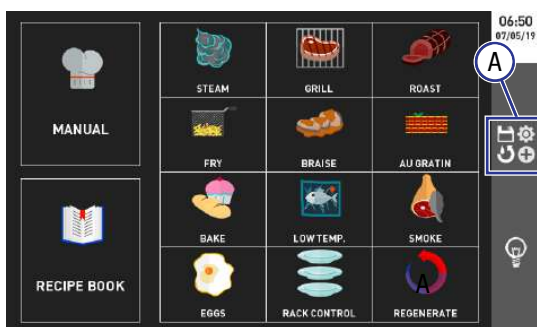 06:50
07/05/19
A
MANUAL
STEAM
GRILL
ROAST
FRY
BRAISE
AU GRATIN
RECIPE BOOK
BAKE
LOW TEMP.
SMOKE
EGGS
RACK CONTROL
A
REGENERATE